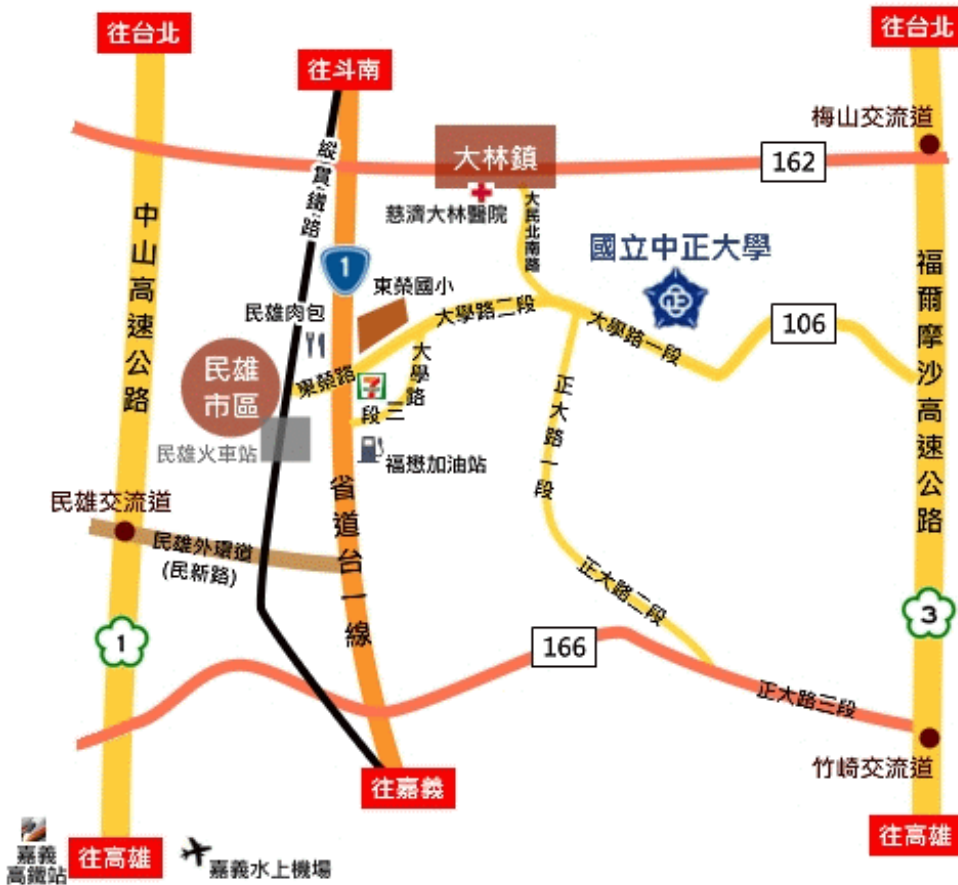 往台北
往台北
往斗南
梅山交流道
大林鎮
162
縱貫鐵路
慈濟大林醫院
大民北南路
中山高速公路
國立中正大學
1
東榮國小
福爾摩沙高速公路
民雄肉包
大學路二段
大學路一段
106
民雄
市區
東榮路
大學路
三段
正大路一段
民雄火車站
福懋加油站
省道台一線
民雄交流道
民雄外環道
(民新路)
正大路二段
3
1
166
正大路三段
竹崎交流道
往嘉義
往高雄
往高雄
嘉義
高鐵站
嘉義水上機場